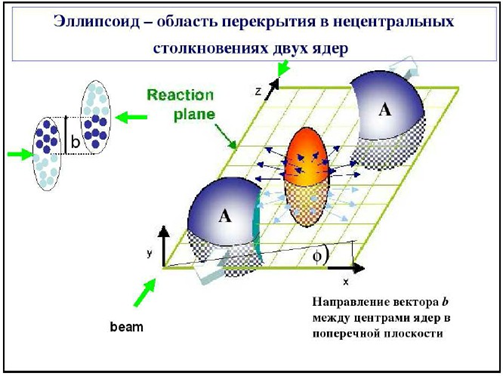 Эллипсоид – область перекрытия в нецентральных
столкновениях двух ядер
Reaction
plane
z
A
b
A
y
ϕ)
x
beam
Направление вектора b
между центрами ядер в
поперечной плоскости